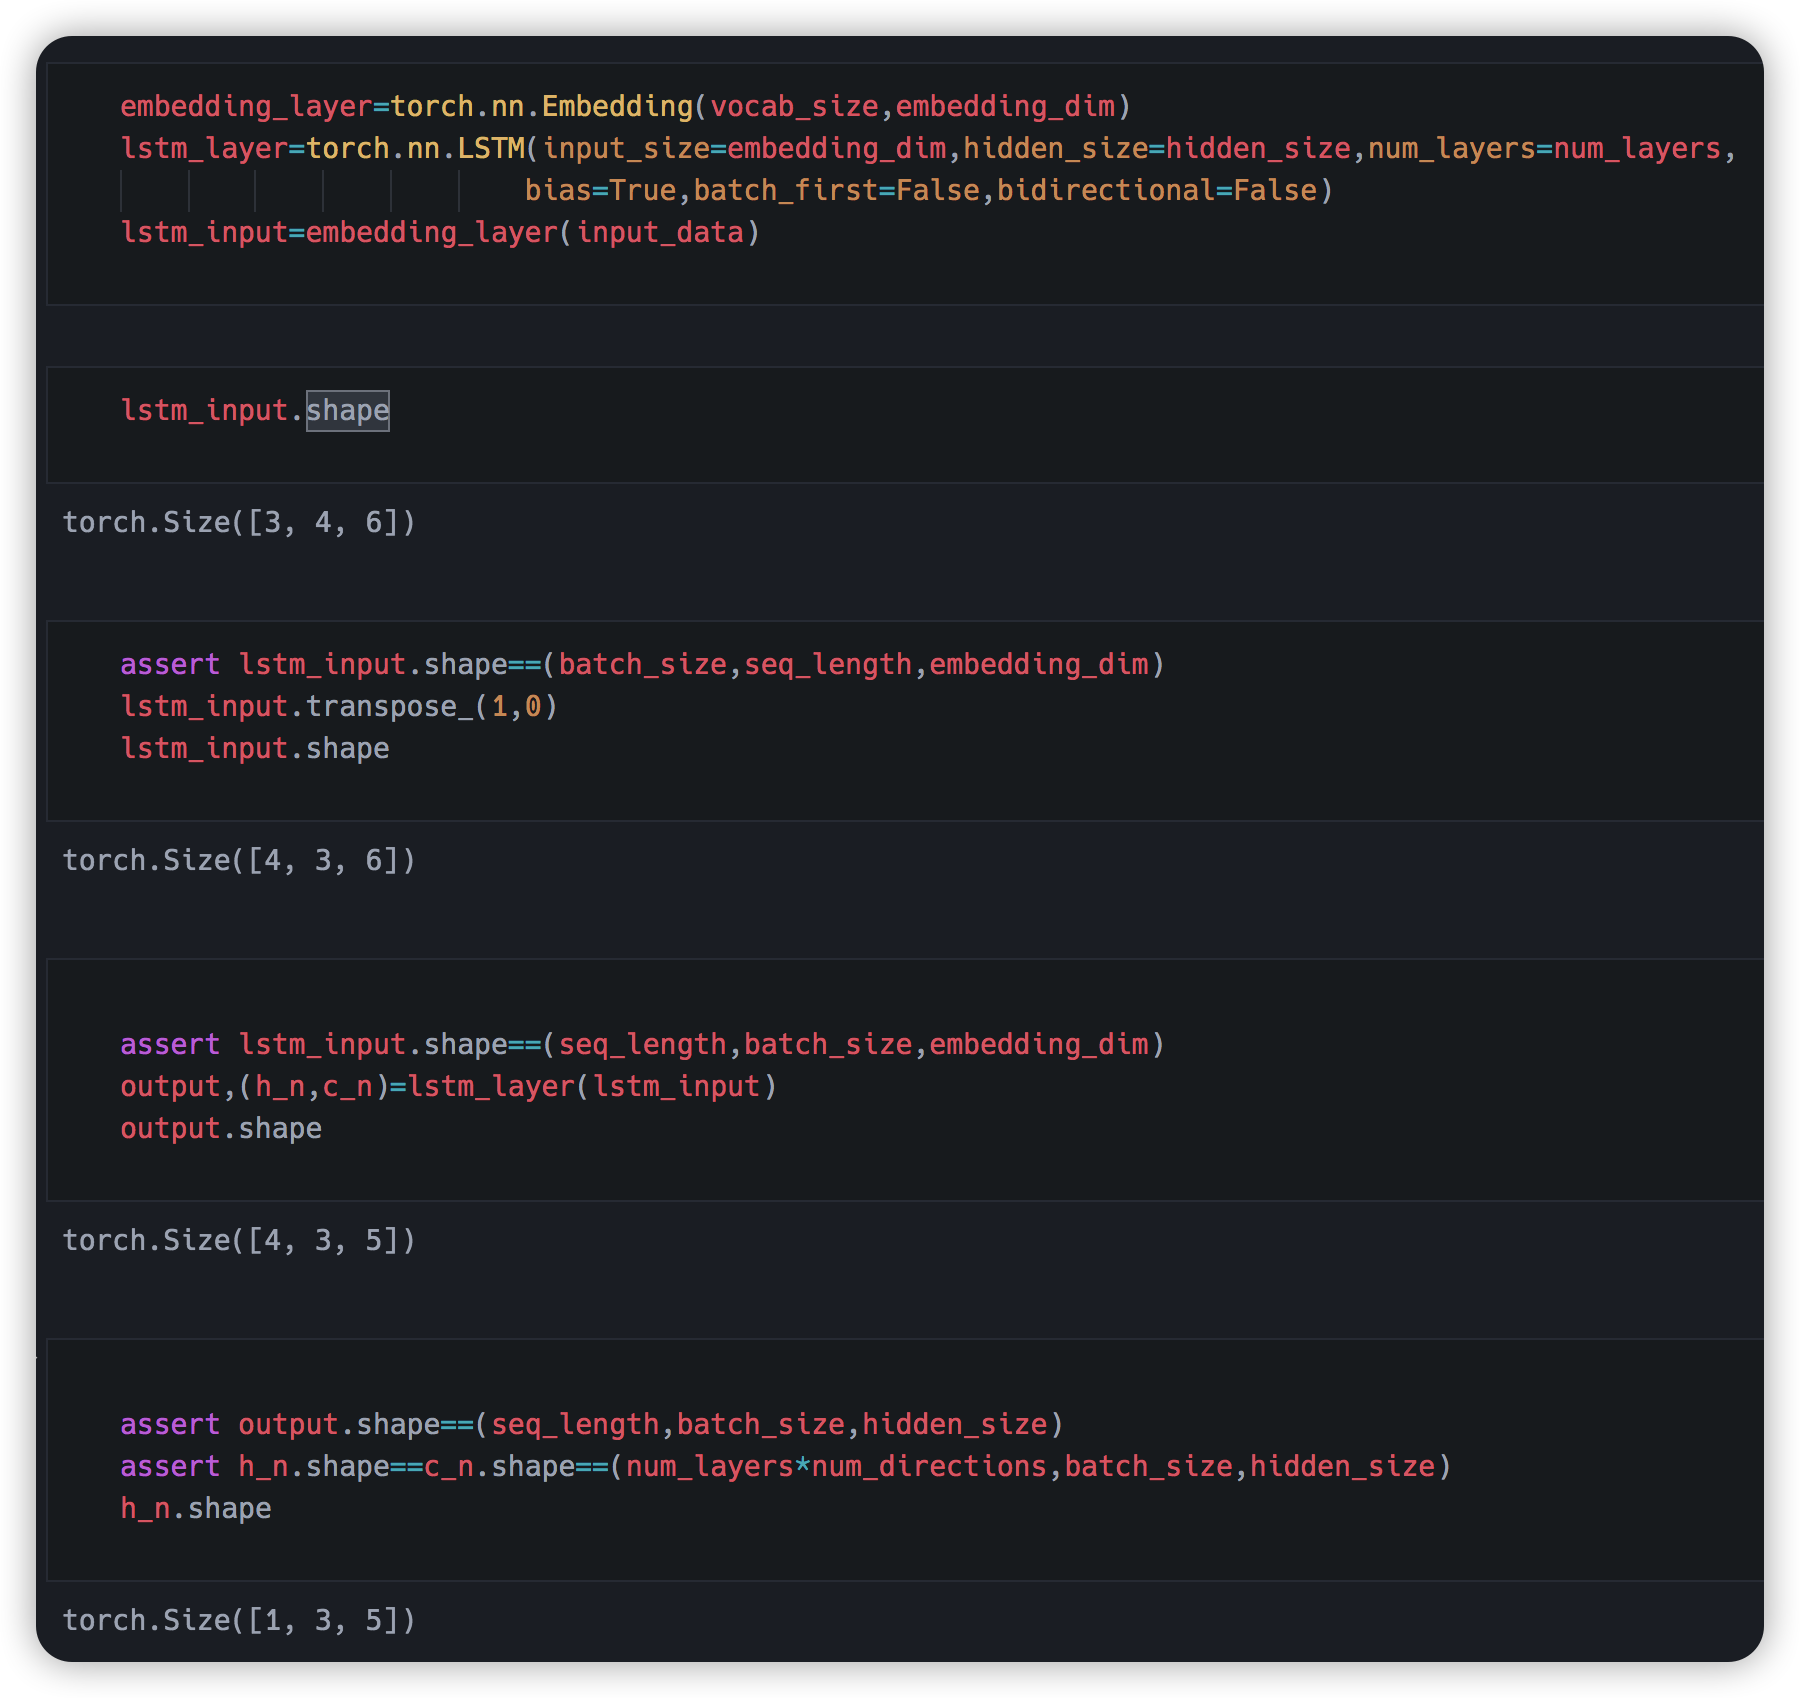 embedding_layer=torch.nn.Embedding(vocab_size,embedding_dim)
lstm_layer=torch.nn.LSTM(input_size=embedding_dim,hidden_size=hidden_size,num_layers=num_layers,
bias=True,batch_first=False,bidirectional=False)
lstm_input=embedding_layer(input_data)
lstm_input.shape
torch.Size([3, 4, 6])
assert lstm_input.shape==(batch_size,seq_length,embedding_dim)
lstm_input.transpose_(1,0)
lstm_input.shape
torch.Size([4, 3, 6])
assert lstm_input.shape==(seq_length,batch_size,embedding_dim)
output,(h_n,c_n)=lstm_layer(lstm_input)
output.shape
torch.Size([4, 3, 5])
assert output.shape==(seq_length,batch_size,hidden_size)
assert h_n.shape==c_n.shape==(num_layers*num_directions,batch_size,hidden_size)
h_n.shape
torch.Size([1, 3, 5])